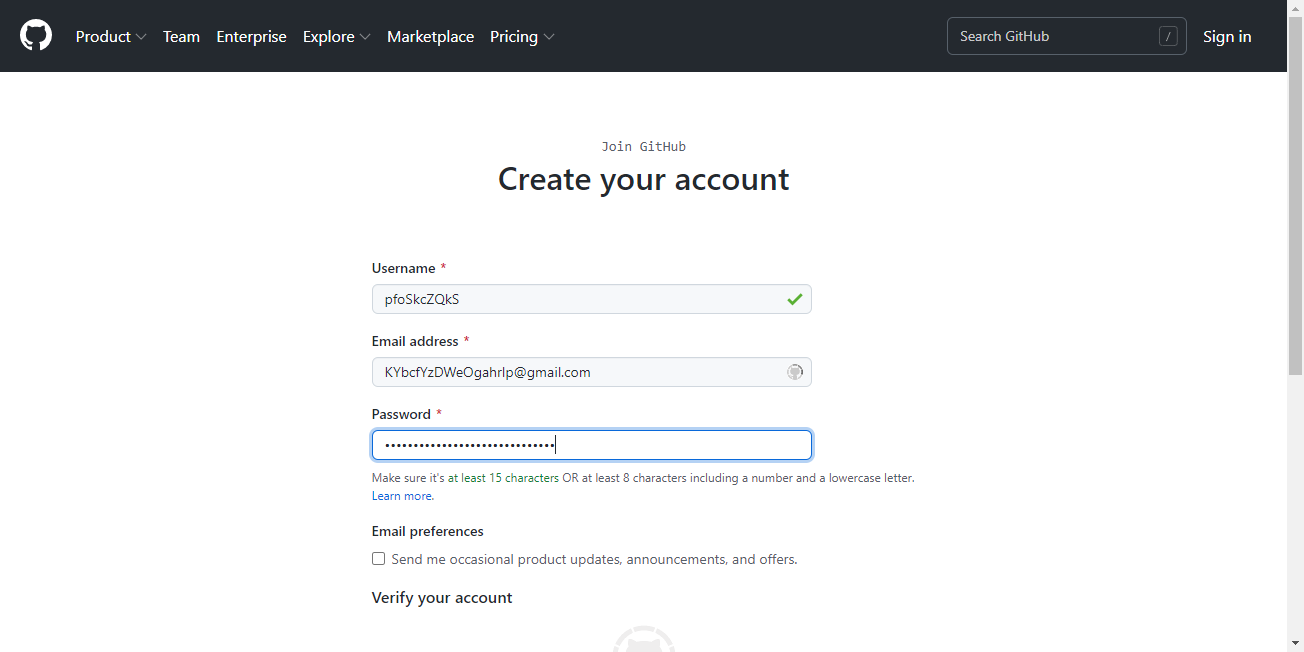 Product Team Enterprise Explore Marketplace Pricing Search GitHub / Sign in
Join GitHub
Create your account
Username *
pfoSkcZQkS
Email address *
KYbcfYzDWeOgahrIp@gmail.com
Password *
••••••••••••••••••••••••••••••
Make sure it's at least 15 characters OR at least 8 characters including a number and a lowercase letter.
Learn more.
Email preferences
Send me occasional product updates, announcements, and offers.
Verify your account